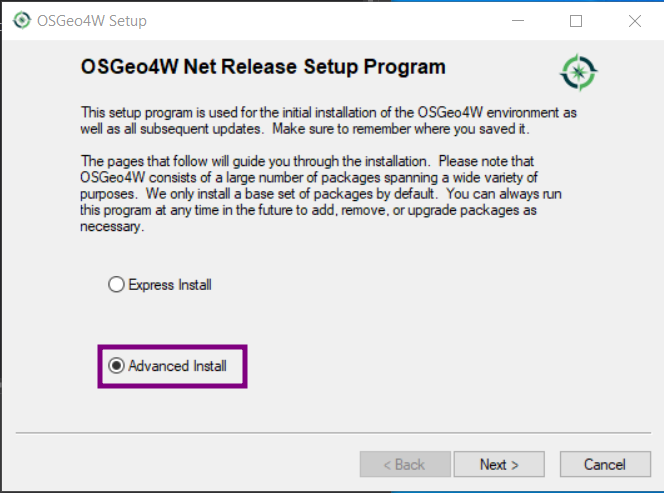 OSGeo4W Setup
OSGeo4W Net Release Setup Program
This setup program is used for the initial installation of the OSGeo4W environment as
well as all subsequent updates. Make sure to remember where you saved it.
The pages that follow will guide you through the installation. Please note that
OSGeo4W consists of a large number of packages spanning a wide variety of
purposes. We only install a base set of packages by default. You can always run
this program at any time in the future to add, remove, or upgrade packages as
necessary.
Express Install
Advanced Install
< Back Next > Cancel